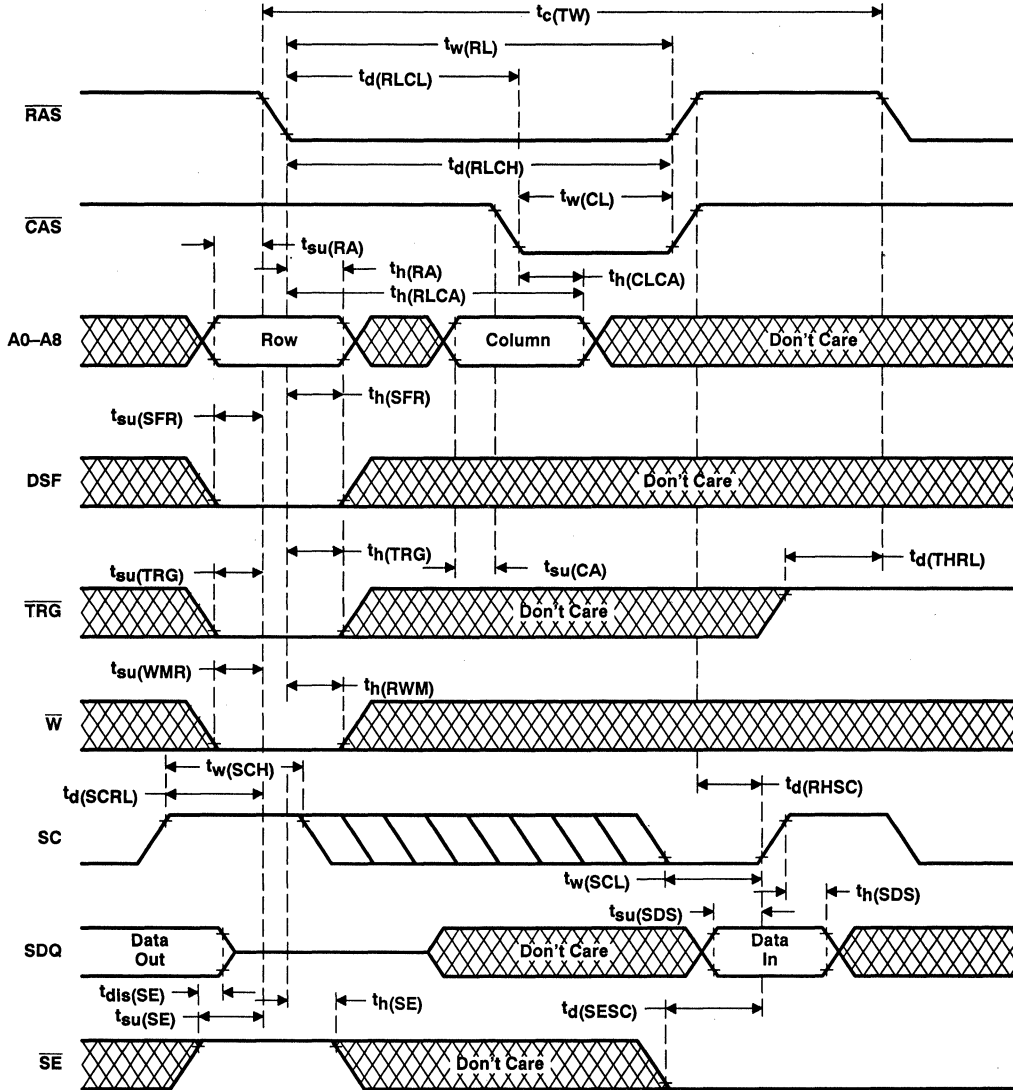 tc(TW)
tw(RL)
td(RLCL)
RAS
td(RLCH)
tw(CL)
CAS
tsu(RA)
th(RA)
th(CLCA)
th(RLCA)
A0–A8
Row
Column
Don't Care
th(SFR)
tsu(SFR)
DSF
Don't Care
th(TRG)
td(THRL)
tsu(TRG)
tsu(CA)
TRG
Don't Care
tsu(WMR)
th(RWM)
W
tw(SCH)
td(SCRL)
td(RHSC)
SC
tw(SCL)
th(SDS)
tsu(SDS)
SDQ
Data
Out
Don't Care
Data
In
tdis(SE)
th(SE)
td(SESC)
tsu(SE)
SE
Don't Care